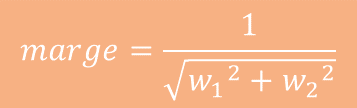 marge = 1 / √(w₁² + w₂²)